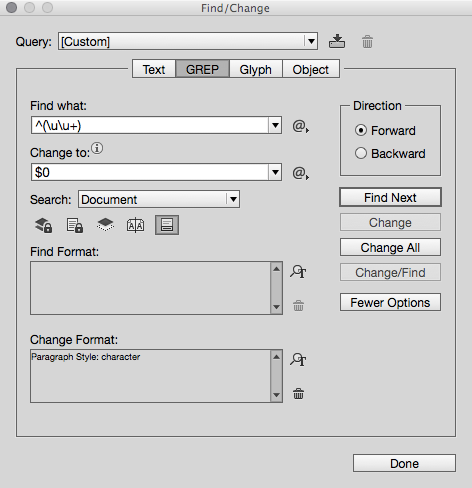 Find/Change
Query: [Custom]
Text GREP Glyph Object
Find what:
^(\u\u+)
Change to:
$0
Search: Document
Find Format:
Change Format:
Paragraph Style: character
Direction
Forward
Backward
Find Next
Change
Change All
Change/Find
Fewer Options
Done